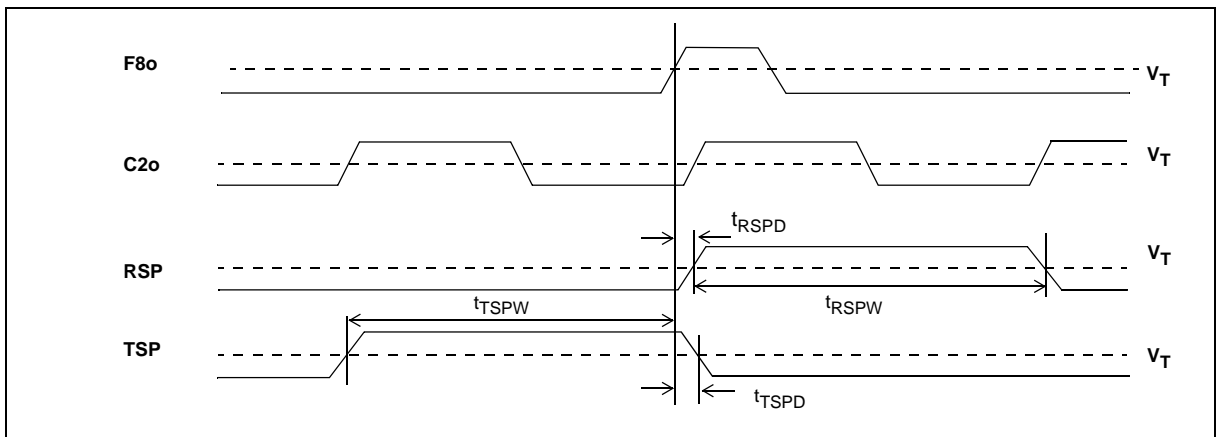 F8o
V_T
C2o
V_T
t_RSPD
RSP
V_T
t_TSPW
t_RSPW
TSP
V_T
t_TSPD